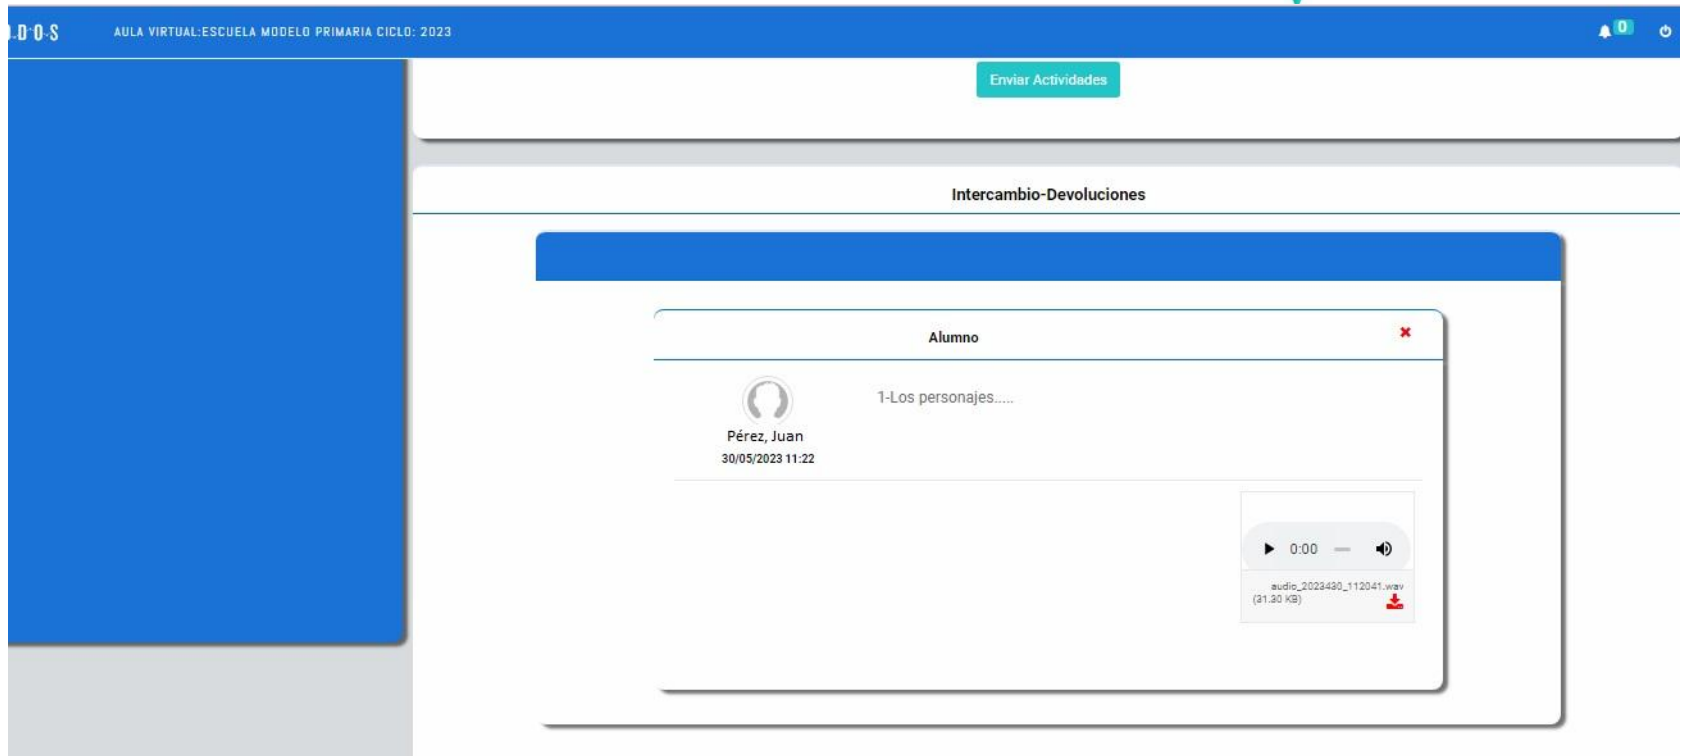 D·O·S
AULA VIRTUAL:ESCUELA MODELO PRIMARIA CICLO: 2023
0
Enviar Actividades
Intercambio-Devoluciones
Alumno
1-Los personajes.....
Pérez, Juan
30/05/2023 11:22
0:00
audio_2023430_112041.wav
(31.30 KB)